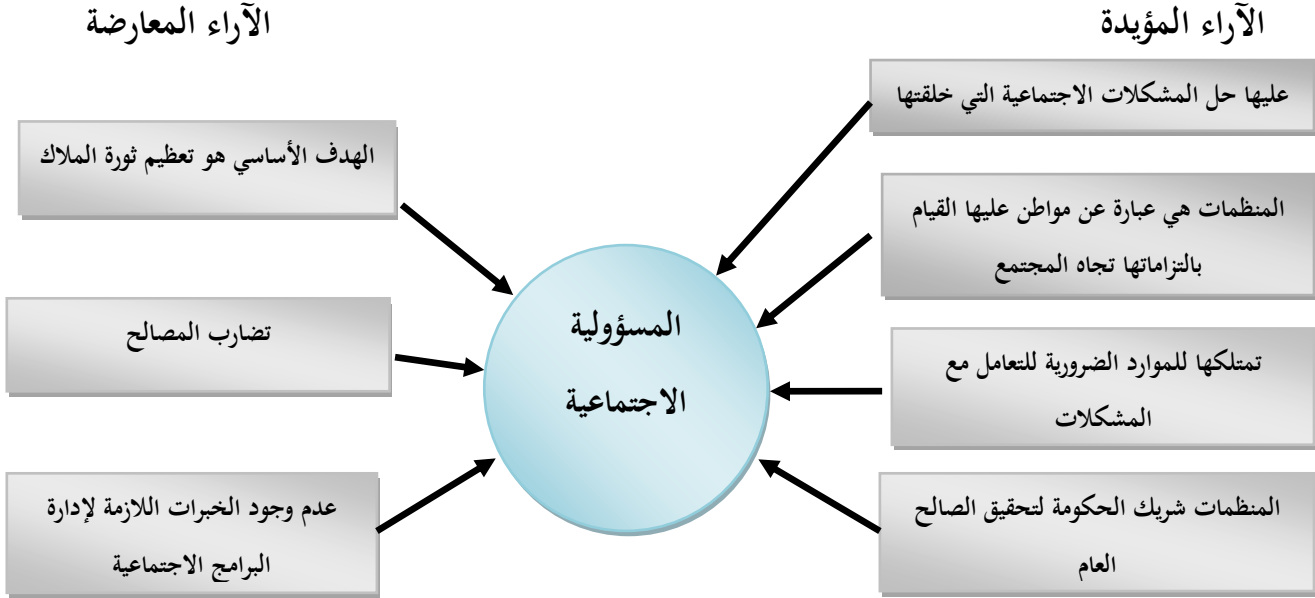 الآراء المؤيدة
الآراء المعارضة
عليها حل المشكلات الاجتماعية التي خلقتها
المنظمات هي عبارة عن مواطن عليها القيام
بالتزاماتها تجاه المجتمع
تمتلكها للموارد الضرورية للتعامل مع
المشكلات
المنظمات شريك الحكومة لتحقيق الصالح
العام
المسؤولية
الاجتماعية
الهدف الأساسي هو تعظيم ثورة الملاك
تضارب المصالح
عدم وجود الخبرات اللازمة لإدارة
البرامج الاجتماعية